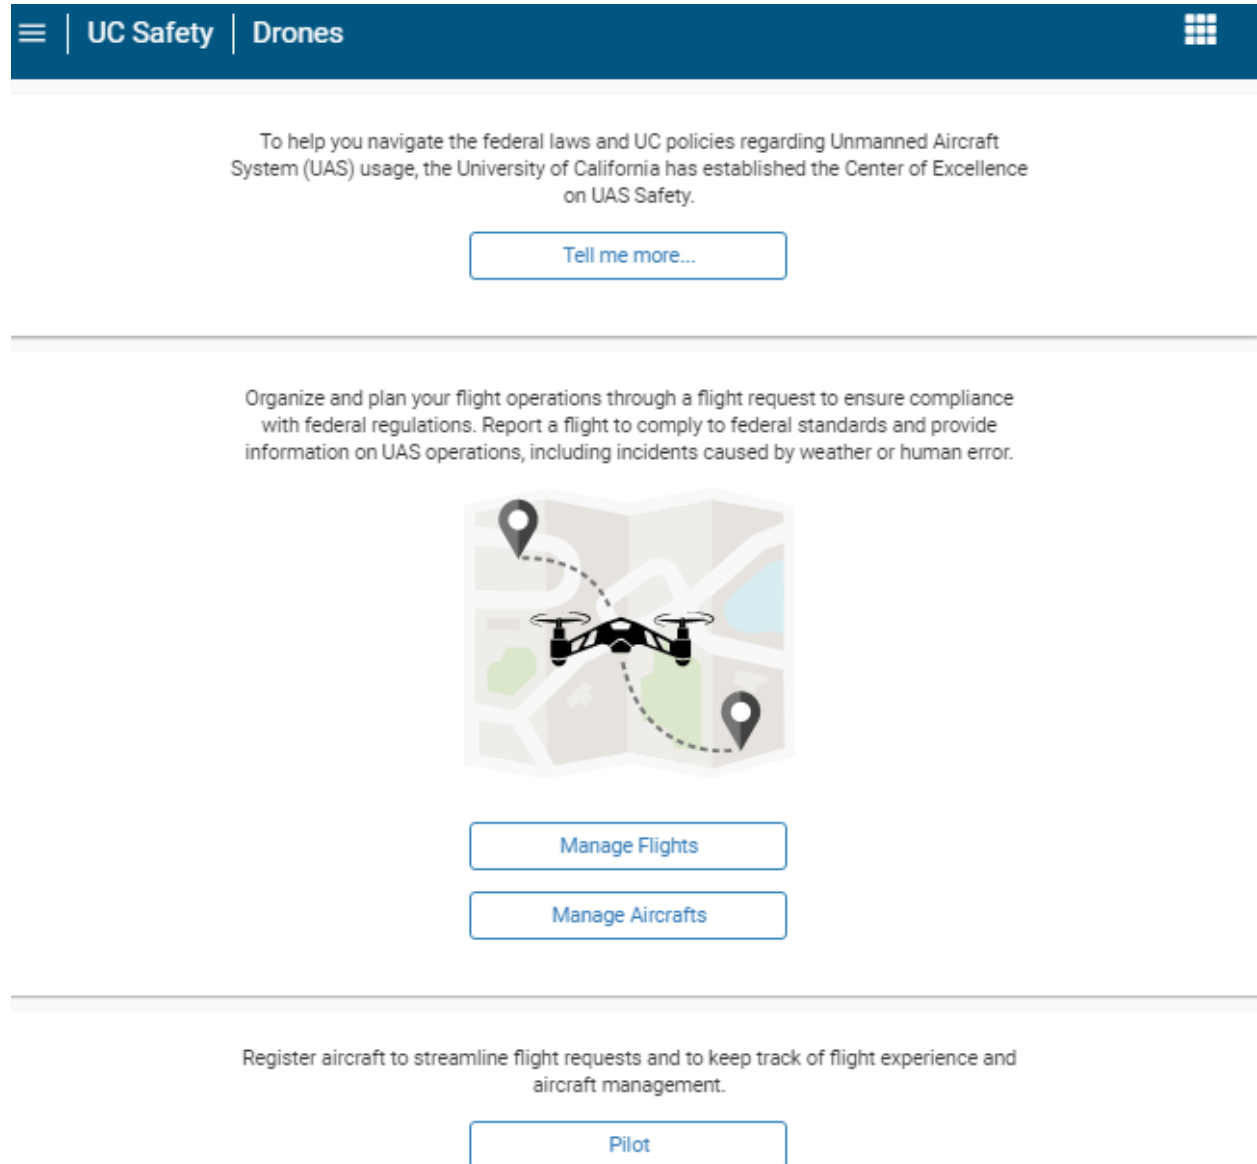 UC Safety Drones
To help you navigate the federal laws and UC policies regarding Unmanned Aircraft
System (UAS) usage, the University of California has established the Center of Excellence
on UAS Safety.
Tell me more...
Organize and plan your flight operations through a flight request to ensure compliance
with federal regulations. Report a flight to comply to federal standards and provide
information on UAS operations, including incidents caused by weather or human error.
Manage Flights
Manage Aircrafts
Register aircraft to streamline flight requests and to keep track of flight experience and
aircraft management.
Pilot